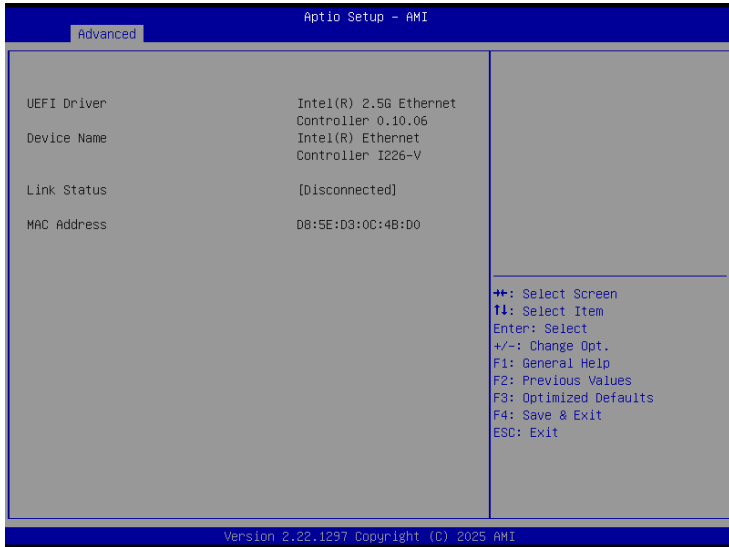 Aptio Setup – AMI
Advanced
UEFI Driver Intel(R) 2.5G Ethernet
Controller 0.10.06
Device Name Intel(R) Ethernet
Controller I226-V
Link Status [Disconnected]
MAC Address D8:5E:D3:0C:4B:D0
→←: Select Screen
↑↓: Select Item
Enter: Select
+/-: Change Opt.
F1: General Help
F2: Previous Values
F3: Optimized Defaults
F4: Save & Exit
ESC: Exit
Version 2.22.1297 Copyright (C) 2025 AMI